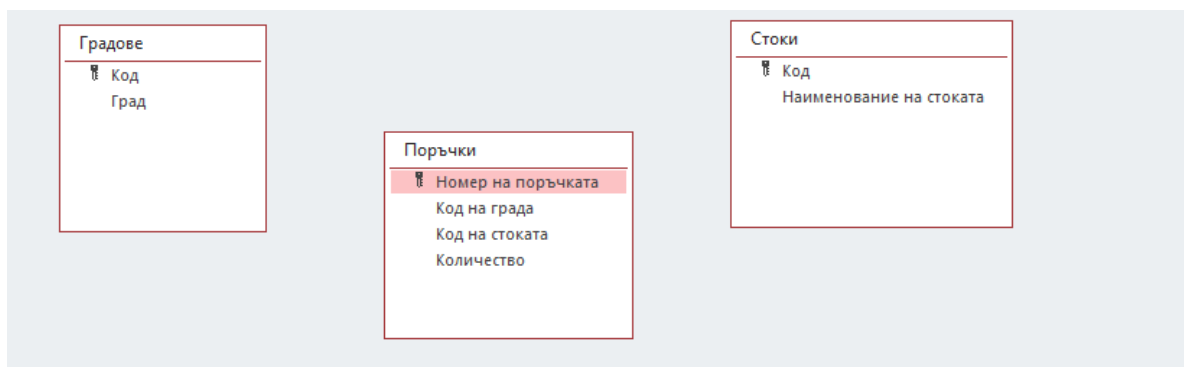 Градове
Код
Град
Поръчки
Номер на поръчката
Код на града
Код на стоката
Количество
Стоки
Код
Наименование на стоката